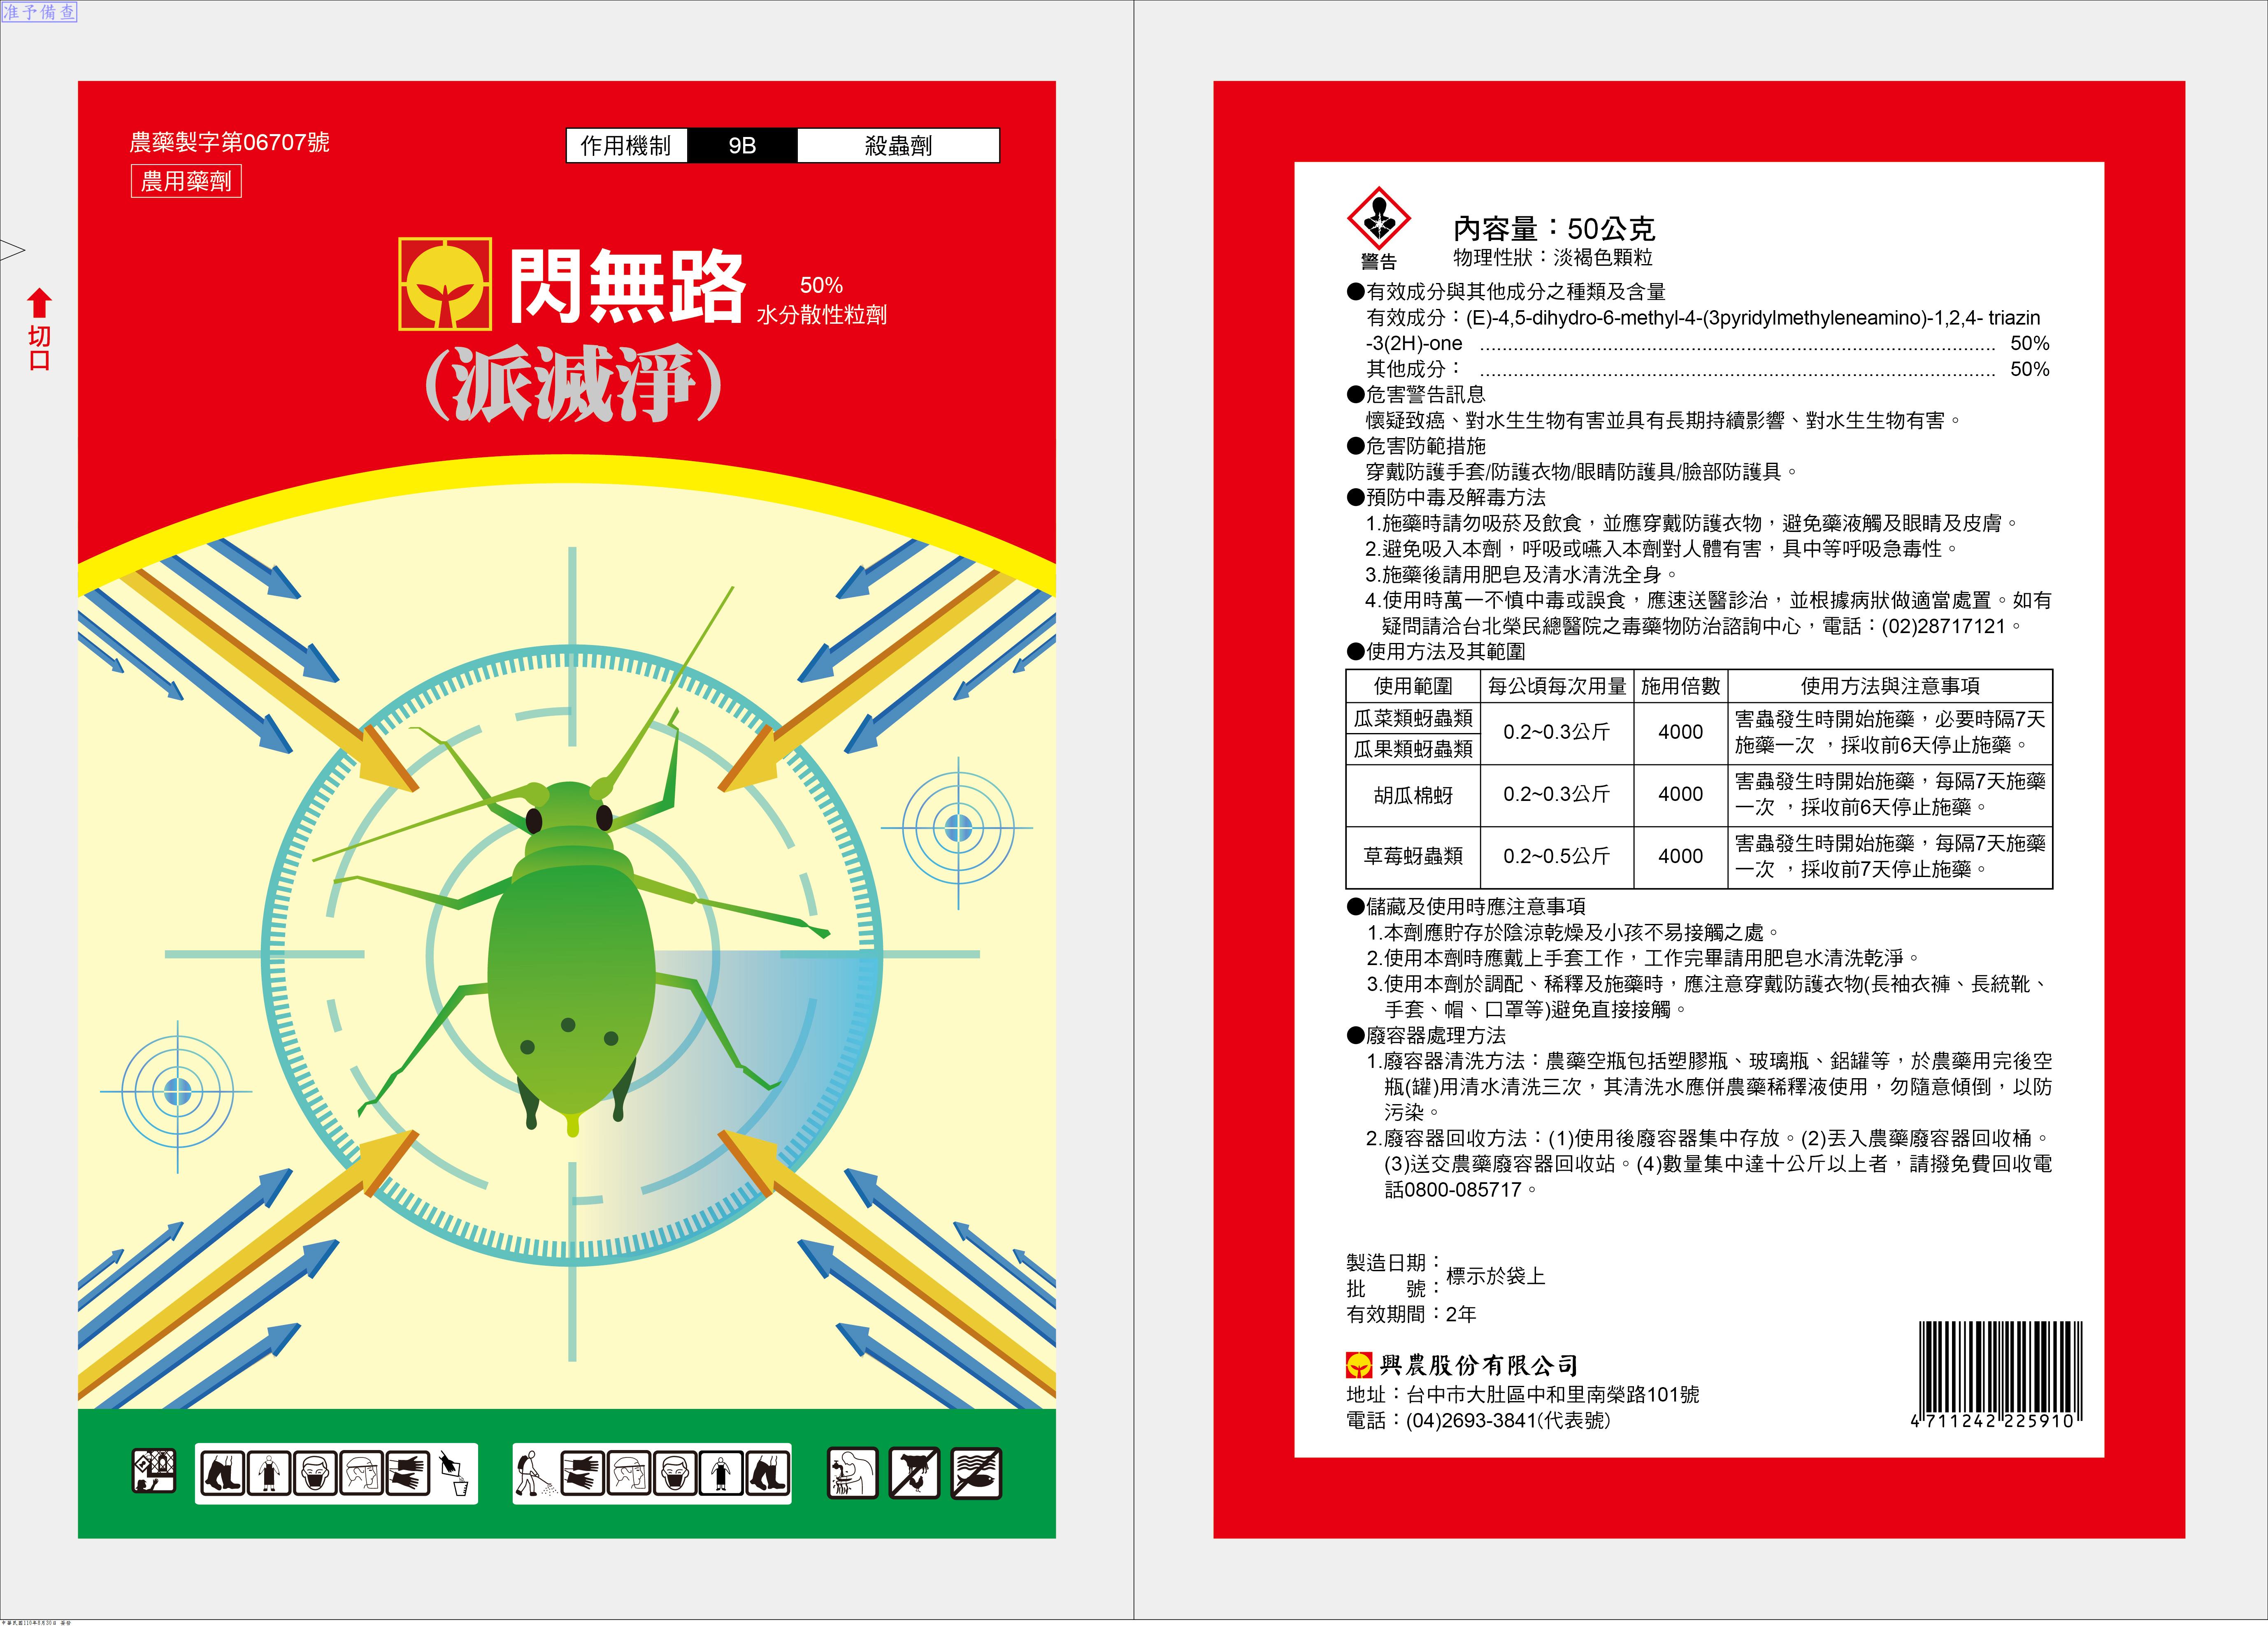 准予備查
農藥製字第06707號
農用藥劑
作用機制 9B 殺蟲劑
閃無路
50%
水分散性粒劑
(派滅淨)
切口
警告
內容量：50公克
物理性狀：淡褐色顆粒
●有效成分與其他成分之種類及含量
有效成分：(E)-4,5-dihydro-6-methyl-4-(3pyridylmethyleneamino)-1,2,4- triazin
-3(2H)-one ........ 50%
其他成分： ........ 50%
●危害警告訊息
懷疑致癌、對水生生物有害並具有長期持續影響、對水生生物有害。
●危害防範措施
穿戴防護手套/防護衣物/眼睛防護具/臉部防護具。
●預防中毒及解毒方法
1.施藥時請勿吸菸及飲食，並應穿戴防護衣物，避免藥液觸及眼睛及皮膚。
2.避免吸入本劑，呼吸或嚥入本劑對人體有害，具中等呼吸急毒性。
3.施藥後請用肥皂及清水清洗全身。
4.使用時萬一不慎中毒或誤食，應速送醫診治，並根據病狀做適當處置。如有
疑問請洽台北榮民總醫院之毒藥物防治諮詢中心，電話：(02)28717121。
●使用方法及其範圍
使用範圍 每公頃每次用量 施用倍數 使用方法與注意事項
瓜菜類蚜蟲類
瓜果類蚜蟲類
0.2~0.3公斤 4000
害蟲發生時開始施藥，必要時隔7天
施藥一次 ，採收前6天停止施藥。
胡瓜棉蚜 0.2~0.3公斤 4000
害蟲發生時開始施藥，每隔7天施藥
一次 ，採收前6天停止施藥。
草莓蚜蟲類 0.2~0.5公斤 4000
害蟲發生時開始施藥，每隔7天施藥
一次 ，採收前7天停止施藥。
●儲藏及使用時應注意事項
1.本劑應貯存於陰涼乾燥及小孩不易接觸之處。
2.使用本劑時應戴上手套工作，工作完畢請用肥皂水清洗乾淨。
3.使用本劑於調配、稀釋及施藥時，應注意穿戴防護衣物(長袖衣褲、長統靴、
手套、帽、口罩等)避免直接接觸。
●廢容器處理方法
1.廢容器清洗方法：農藥空瓶包括塑膠瓶、玻璃瓶、鋁罐等，於農藥用完後空
瓶(罐)用清水清洗三次，其清洗水應併農藥稀釋液使用，勿隨意傾倒，以防
污染。
2.廢容器回收方法：(1)使用後廢容器集中存放。(2)丟入農藥廢容器回收桶。
(3)送交農藥廢容器回收站。(4)數量集中達十公斤以上者，請撥免費回收電
話0800-085717。
製造日期：
批　　號：
標示於袋上
有效期間：2年
興農股份有限公司
地址：台中市大肚區中和里南榮路101號
電話：(04)2693-3841(代表號)
4 711242 225910